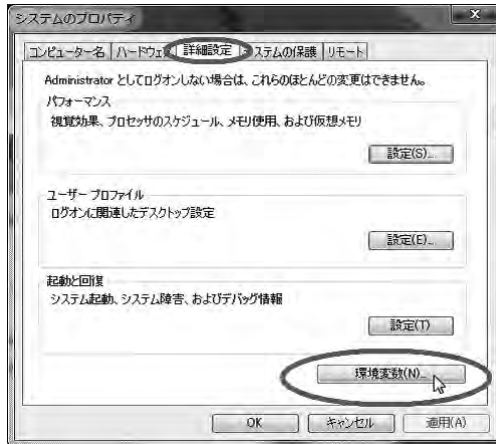 システムのプロパティ
コンピューター名 ハードウェア 詳細設定 システムの保護 リモート
Administrator としてログオンしない場合は、これらのほとんどの変更はできません。
パフォーマンス
視覚効果、プロセッサのスケジュール、メモリ使用、および仮想メモリ
設定(S)...
ユーザー プロファイル
ログオンに関連したデスクトップ設定
設定(E)...
起動と回復
システム起動、システム障害、およびデバッグ情報
設定(T)
環境変数(N)...
OK キャンセル 適用(A)